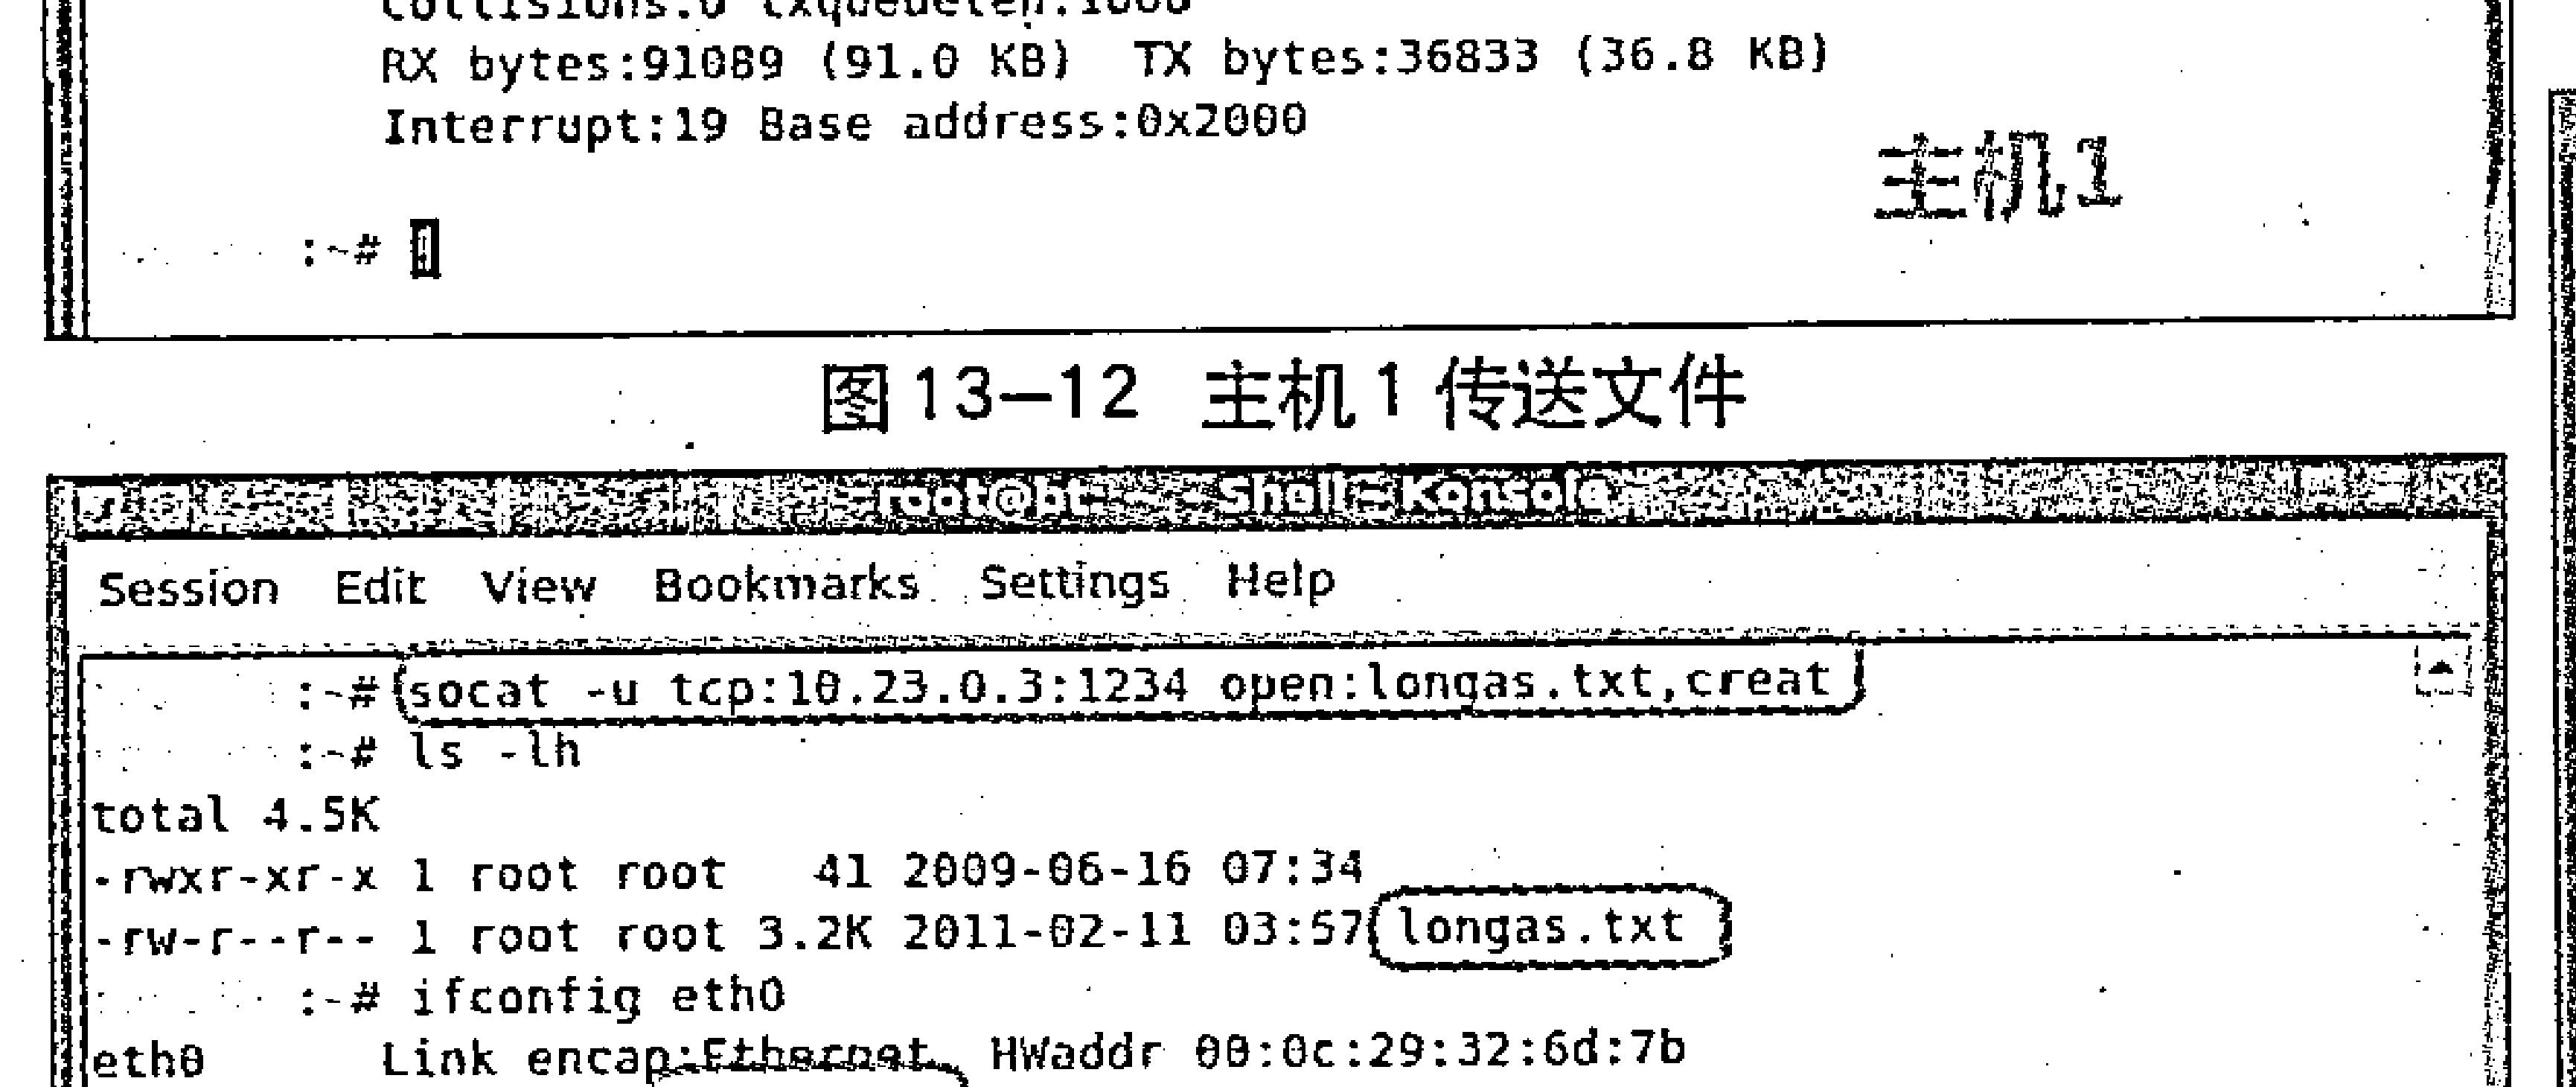 collisions:0 txqueuelen:1000
RX bytes:91089 (91.0 KB)  TX bytes:36833 (36.8 KB)
Interrupt:19 Base address:0x2000
主机1
:~#
图 13-12 主机 1 传送文件
root@bt: ~ - Shell - Konsole
Session Edit View Bookmarks Settings Help
:~# socat -u tcp:10.23.0.3:1234 open:longas.txt,creat
:~# ls -lh
total 4.5K
-rwxr-xr-x 1 root root   41 2009-06-16 07:34
-rw-r--r-- 1 root root 3.2K 2011-02-11 03:57 longas.txt
:~# ifconfig eth0
eth0      Link encap:Ethernet  HWaddr 00:0c:29:32:6d:7b